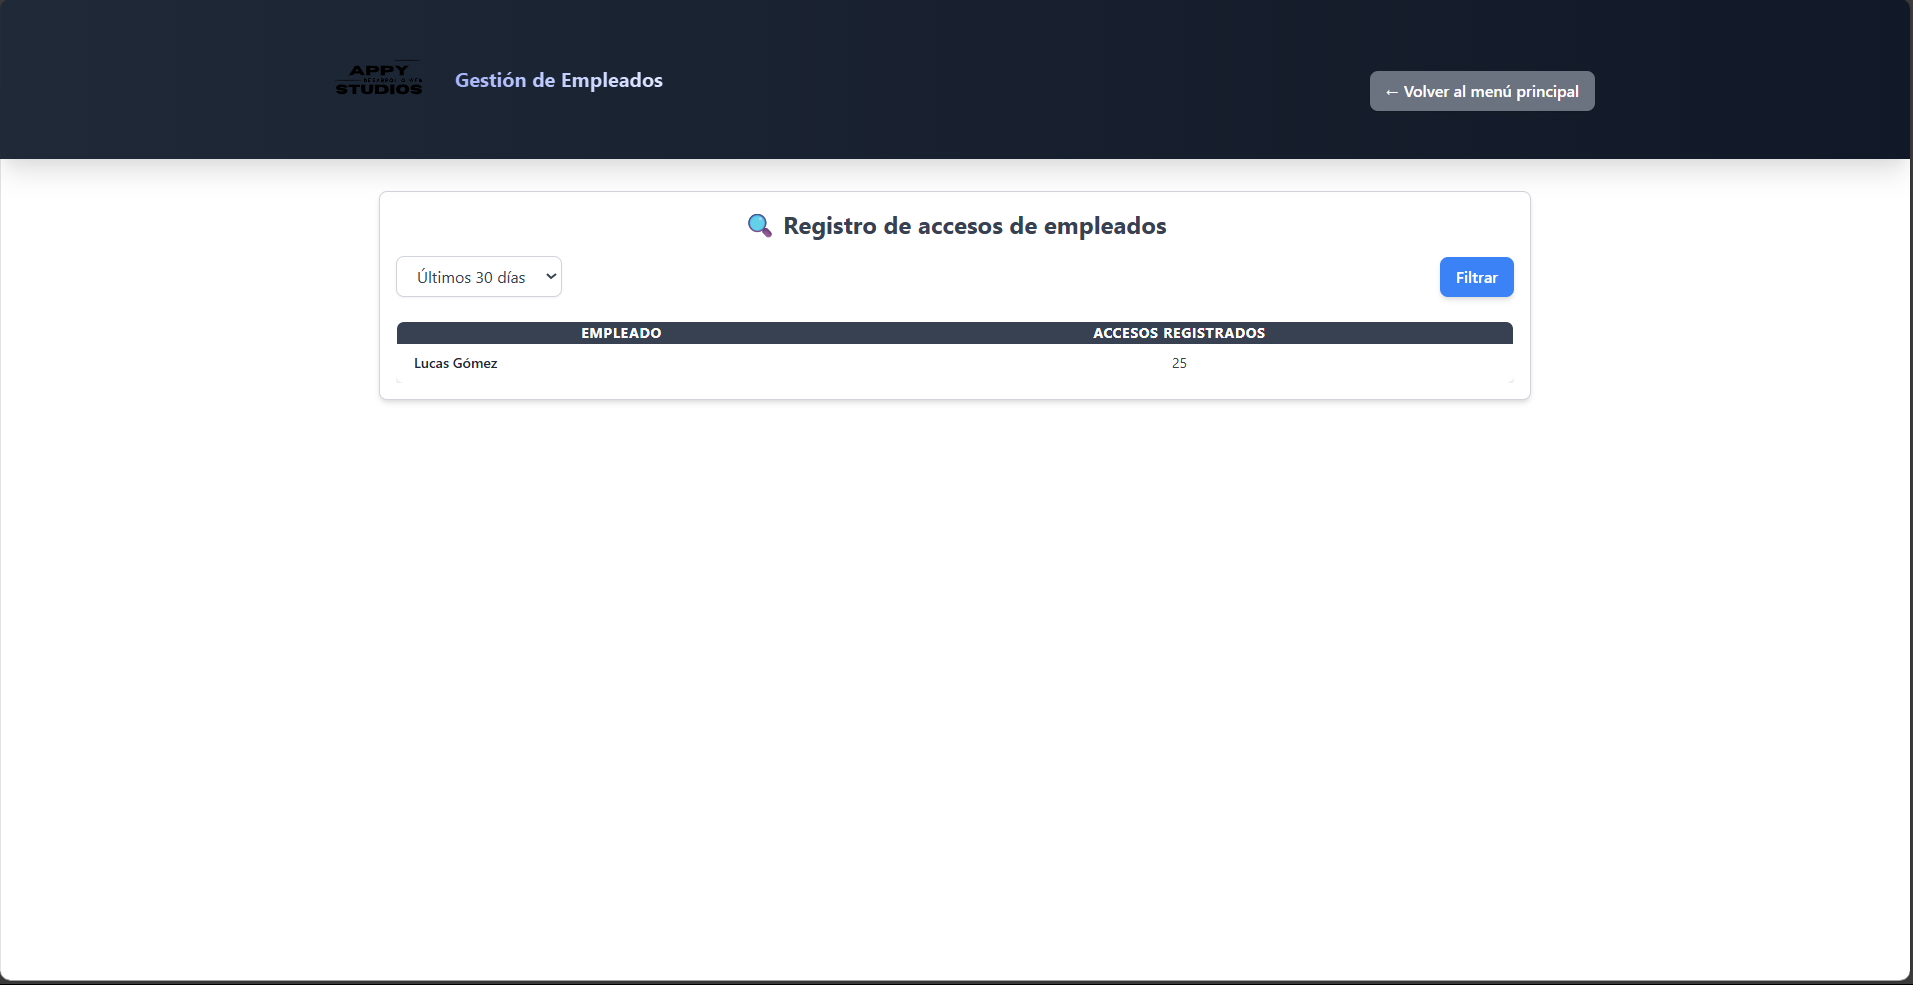 APPY
STUDIOS
Gestión de Empleados
← Volver al menú principal
Registro de accesos de empleados
Últimos 30 días
Filtrar
EMPLEADO ACCESOS REGISTRADOS
Lucas Gómez 25